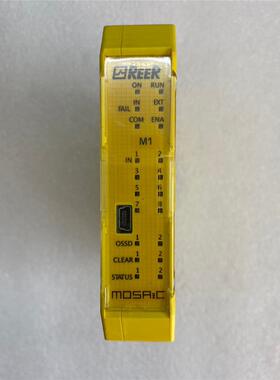 REER
ON RUN
IN EXT
FAIL
COM ENA
M1
IN 1 2
3 4
5 6
7 8
OSSD 1 2
CLEAR 1 2
STATUS 1 2
MOSAIC